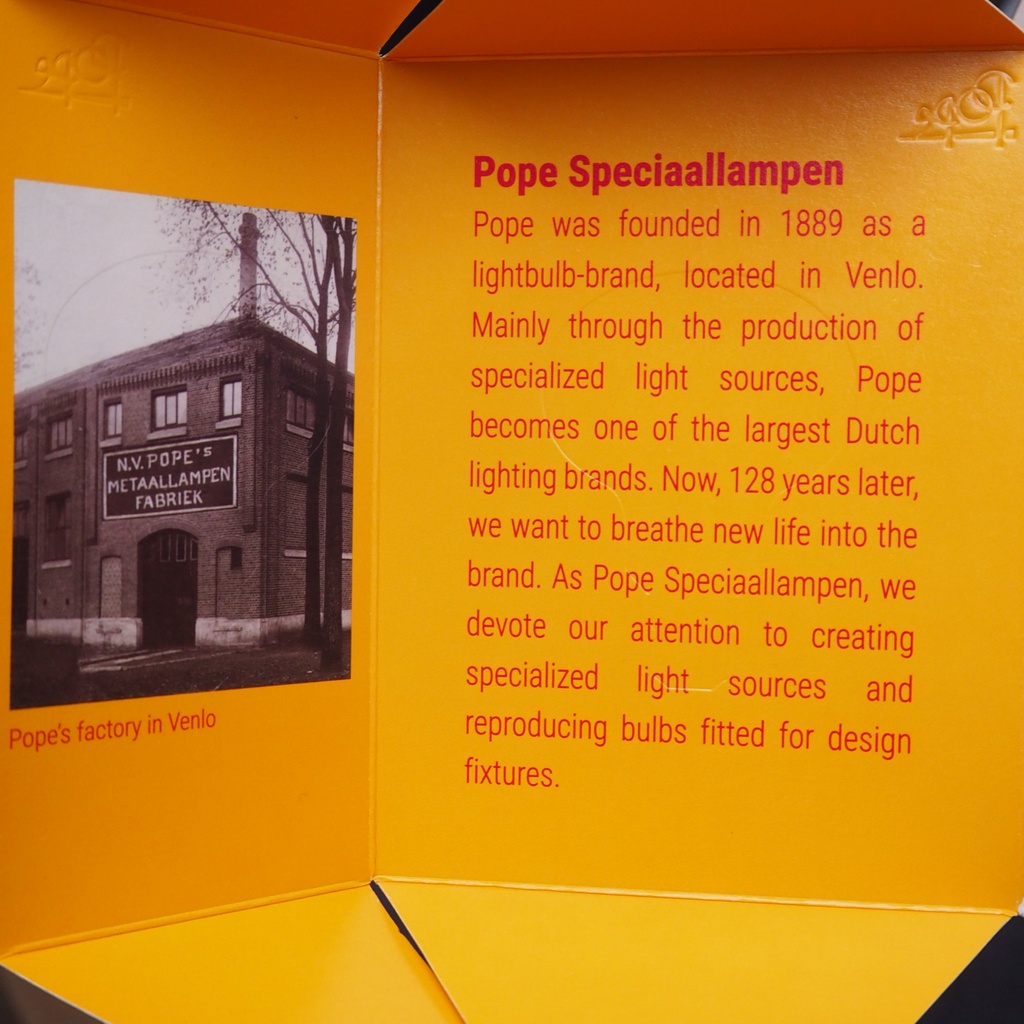 N.V. POPE'S
METAALLAMPEN
FABRIEK
Pope's factory in Venlo
Pope Speciaallampen
Pope was founded in 1889 as a
lightbulb-brand, located in Venlo.
Mainly through the production of
specialized light sources, Pope
becomes one of the largest Dutch
lighting brands. Now, 128 years later,
we want to breathe new life into the
brand. As Pope Speciaallampen, we
devote our attention to creating
specialized light sources and
reproducing bulbs fitted for design
fixtures.